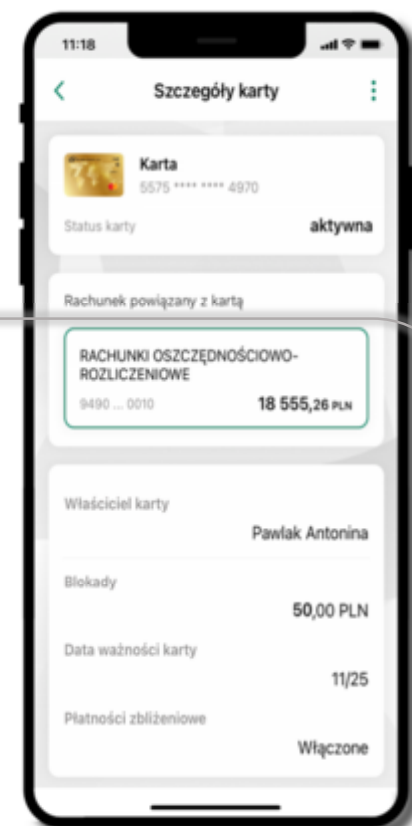 11:18
Szczegóły karty
Karta
5575 **** **** 4970
Status karty
aktywna
Rachunek powiązany z kartą
RACHUNKI OSZCZĘDNOŚCIOWO-
ROZLICZENIOWE
9490 ... 0010
18 555,26 PLN
Właściciel karty
Pawlak Antonina
Blokady
50,00 PLN
Data ważności karty
11/25
Płatności zbliżeniowe
Włączone